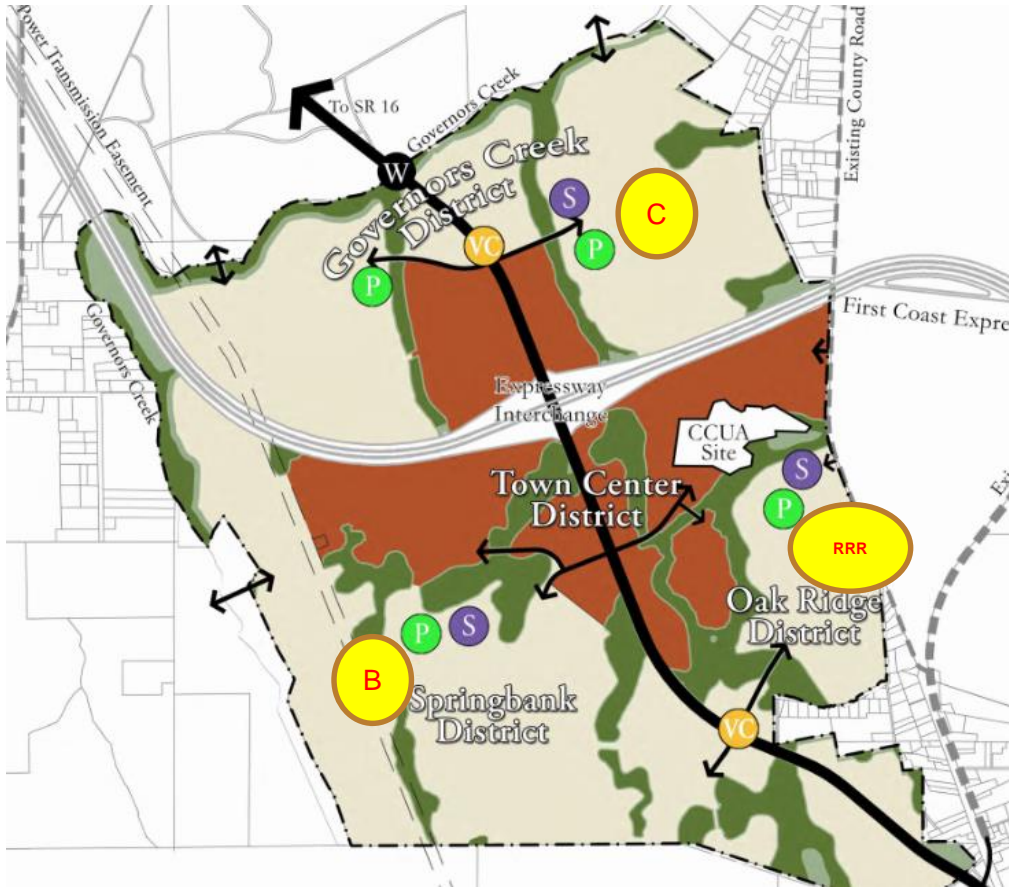 Power Transmission Easement
To SR 16
Governors Creek
Existing County Road
W
Governors Creek
District
S
C
VC
P
P
First Coast Expre
Governors Creek
Expressway
Interchange
CCUA
Site
S
Town Center
District
P
RRR
Exi
Oak Ridge
District
P
S
B
Springbank
District
VC